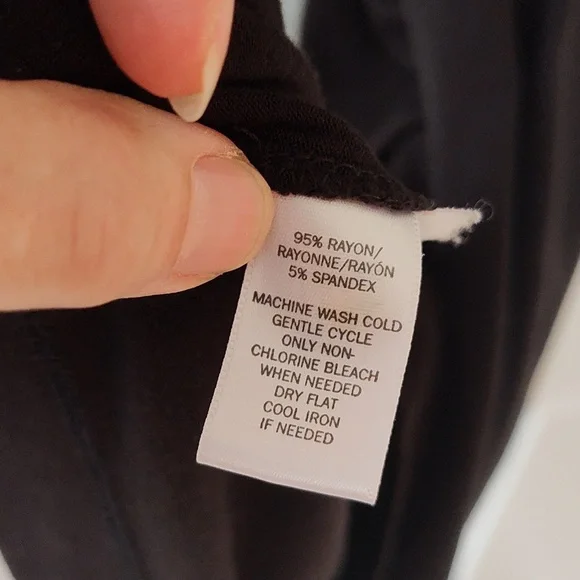 95% RAYON/
RAYONNE/RAYÓN
5% SPANDEX
MACHINE WASH COLD
GENTLE CYCLE
ONLY NON-
CHLORINE BLEACH
WHEN NEEDED
DRY FLAT
COOL IRON
IF NEEDED